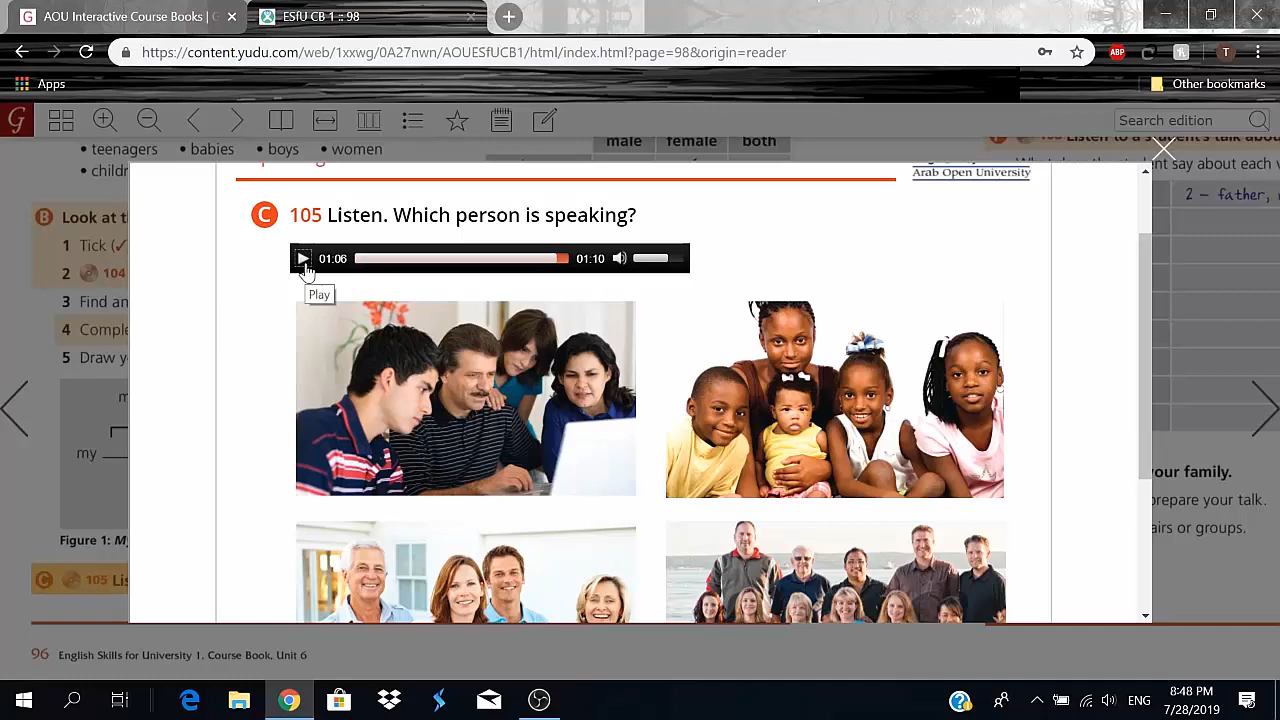 AOU Interactive Course Books |
ESfU CB 1 :: 98
https://content.yudu.com/web/1xxwg/0A27nwn/AOUESfUCB1/html/index.html?page=98&origin=reader
ABP
T
Apps
Other bookmarks
G
Search edition
• teenagers • babies • boys • women
• childr
male female both
Listen to a student's talk abou
What does the student say about each
2 - father,
Arab Open University
C 105 Listen. Which person is speaking?
01:06
01:10
Play
B Look at t
1 Tick (✓
2 104
3 Find an
4 Comple
5 Draw y
m
my
Figure 1: M
C 105 Lis
your family.
prepare your talk.
airs or groups.
96 English Skills for University 1, Course Book, Unit 6
ENG
8:48 PM
7/28/2019